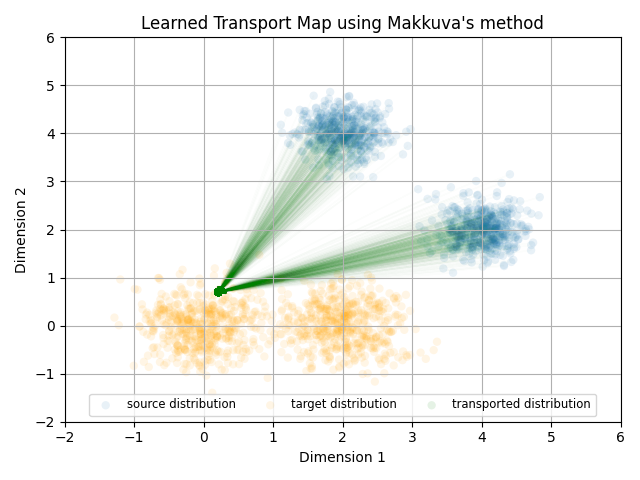 Learned Transport Map using Makkuva's method
6
5
4
3
2
1
0
−1
−2
Dimension 2
source distribution target distribution transported distribution
−2 −1 0 1 2 3 4 5 6
Dimension 1